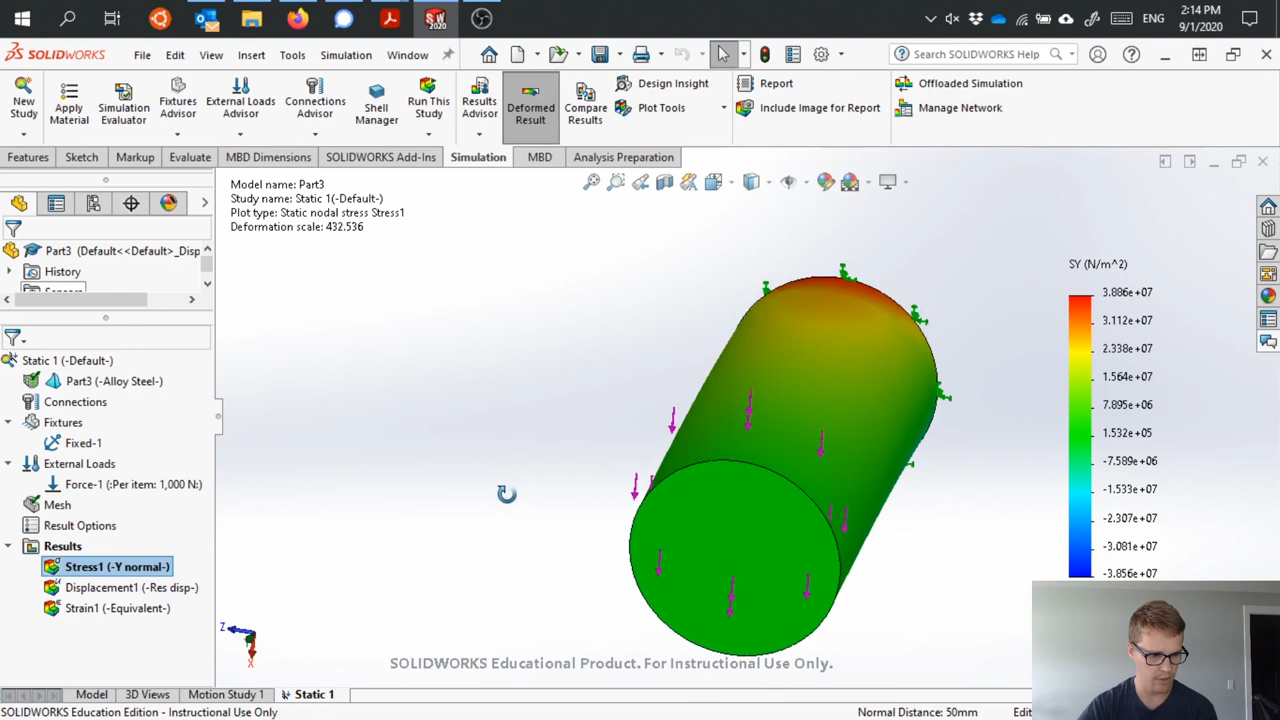 2:14 PM
ENG
9/1/2020
SW
2020
SOLIDWORKS
File Edit View Insert Tools Simulation Window
Search SOLIDWORKS Help
New Study
Apply Material
Simulation Evaluator
Fixtures Advisor
External Loads Advisor
Connections Advisor
Shell Manager
Run This Study
Results Advisor
Deformed Result
Compare Results
Design Insight
Plot Tools
Report
Include Image for Report
Offloaded Simulation
Manage Network
Features Sketch Markup Evaluate MBD Dimensions SOLIDWORKS Add-Ins Simulation MBD Analysis Preparation
Model name: Part3
Study name: Static 1(-Default-)
Plot type: Static nodal stress Stress1
Deformation scale: 432.536
Part3 (Default<<Default>_Disp
History
Static 1 (-Default-)
Part3 (-Alloy Steel-)
Connections
Fixtures
Fixed-1
External Loads
Force-1 (:Per item: 1,000 N:)
Mesh
Result Options
Results
Stress1 (-Y normal-)
Displacement1 (-Res disp-)
Strain1 (-Equivalent-)
SY (N/m^2)
3.886e+07
3.112e+07
2.338e+07
1.564e+07
7.895e+06
1.532e+05
-7.589e+06
-1.533e+07
-2.307e+07
-3.081e+07
-3.856e+07
Z
X
SOLIDWORKS Educational Product. For Instructional Use Only.
Model 3D Views Motion Study 1 Static 1
SOLIDWORKS Education Edition - Instructional Use Only
Normal Distance: 50mm